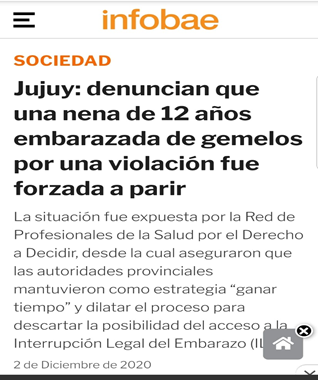 infobae
SOCIEDAD
Jujuy: denuncian que
una nena de 12 años
embarazada de gemelos
por una violación fue
forzada a parir
La situación fue expuesta por la Red de
Profesionales de la Salud por el Derecho
a Decidir, desde la cual aseguraron que
las autoridades provinciales
mantuvieron como estrategia “ganar
tiempo” y dilatar el proceso para
descartar la posibilidad del acceso a la
Interrupción Legal del Embarazo
2 de Diciembre de 2020